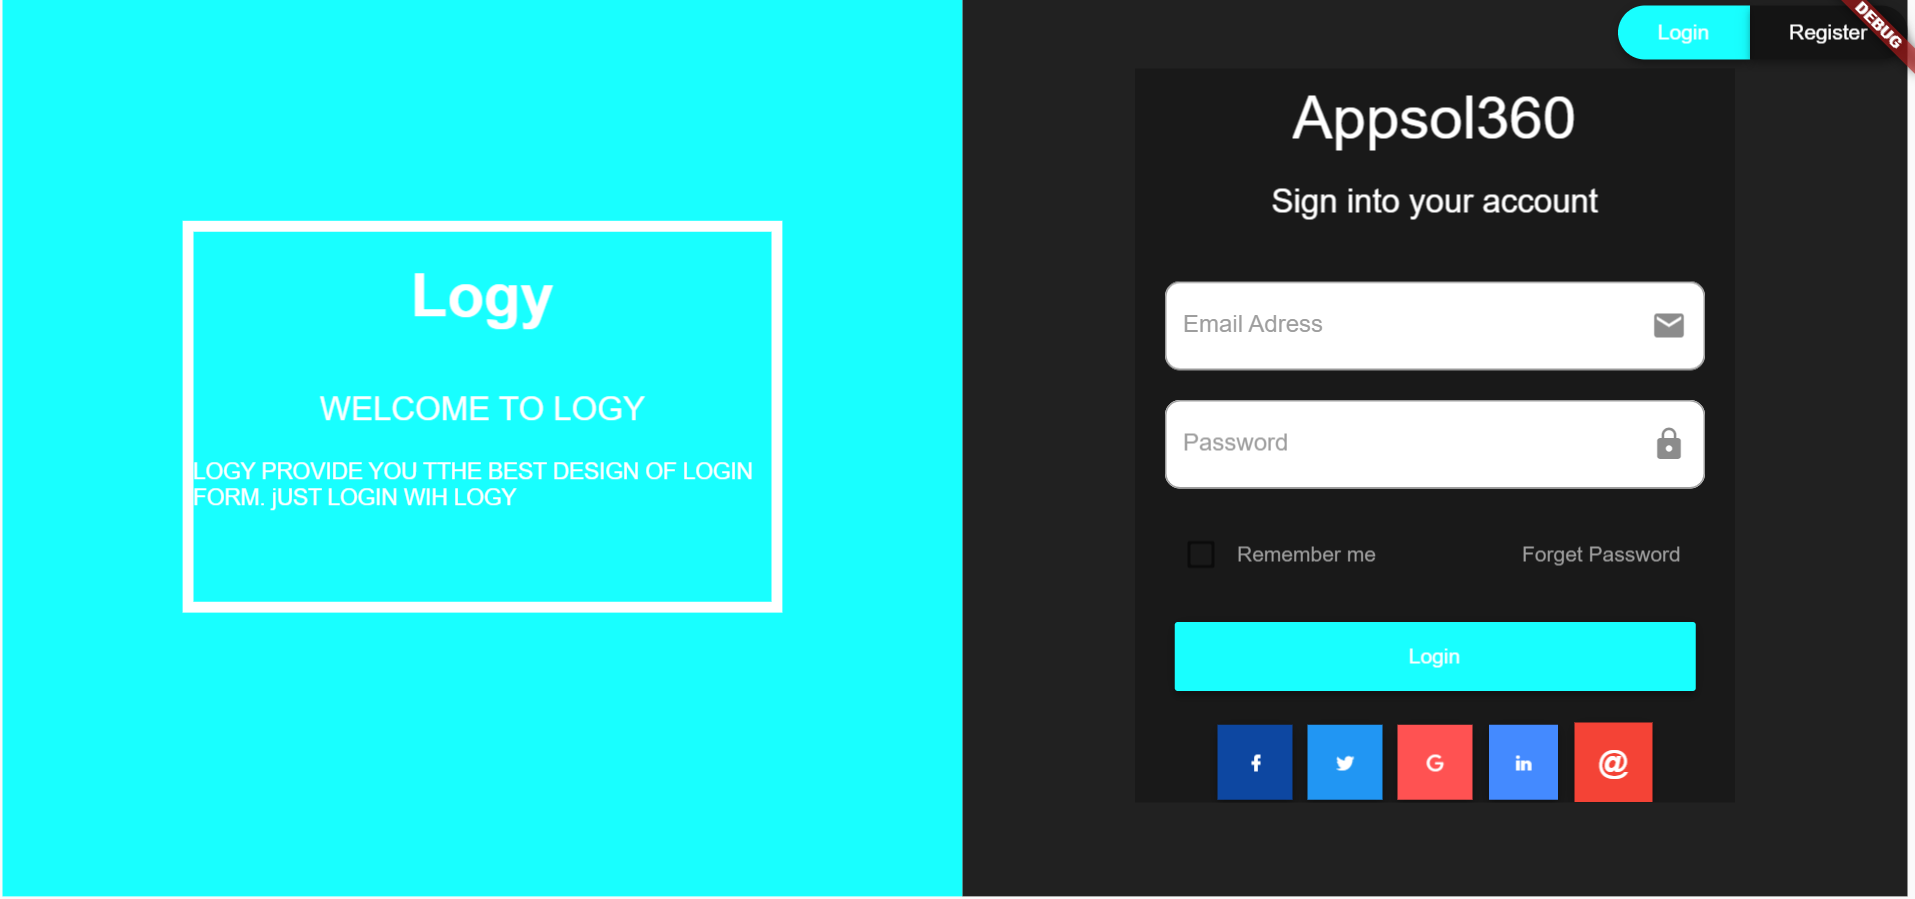 Logy
WELCOME TO LOGY
LOGY PROVIDE YOU TTHE BEST DESIGN OF LOGIN
FORM. jUST LOGIN WIH LOGY
Login
Register
DEBUG
Appsol360
Sign into your account
Email Adress
Password
Remember me
Forget Password
Login
f
G
in
@